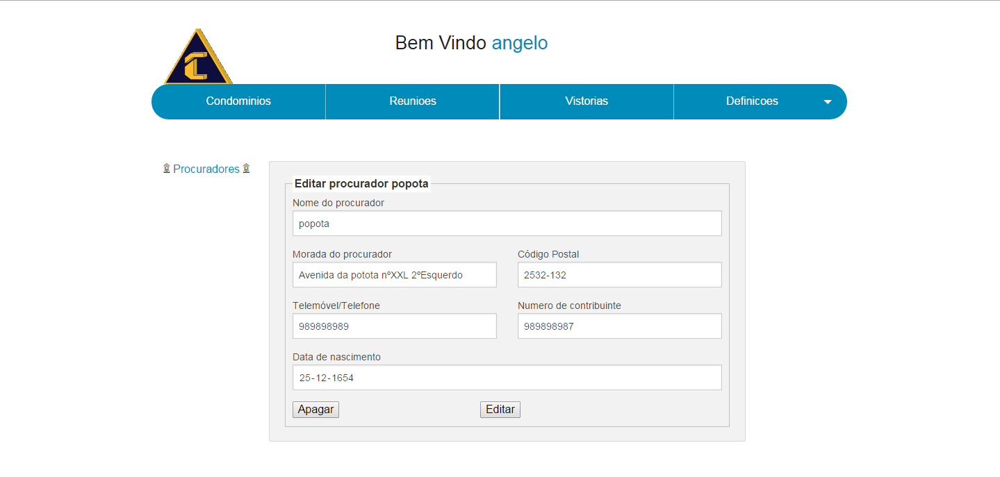 Bem Vindo angelo
Condominios Reunioes Vistorias Definicoes
Procuradores
Editar procurador popota
Nome do procurador
popota
Morada do procurador Código Postal
Avenida da potota nºXXL 2ºEsquerdo 2532-132
Telemóvel/Telefone Numero de contribuinte
989898989 989898987
Data de nascimento
25-12-1654
Apagar Editar